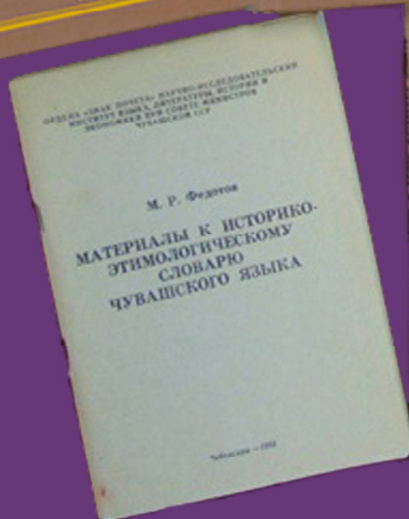 ОРДЕНА «ЗНАК ПОЧЕТА» НАУЧНО-ИССЛЕДОВАТЕЛЬСКИЙ
ИНСТИТУТ ЯЗЫКА, ЛИТЕРАТУРЫ, ИСТОРИИ И
ЭКОНОМИКИ ПРИ СОВЕТЕ МИНИСТРОВ
ЧУВАШСКОЙ ССР
М. Р. Федотов
МАТЕРИАЛЫ К ИСТОРИКО-
ЭТИМОЛОГИЧЕСКОМУ
СЛОВАРЮ
ЧУВАШСКОГО ЯЗЫКА
Чебоксары —